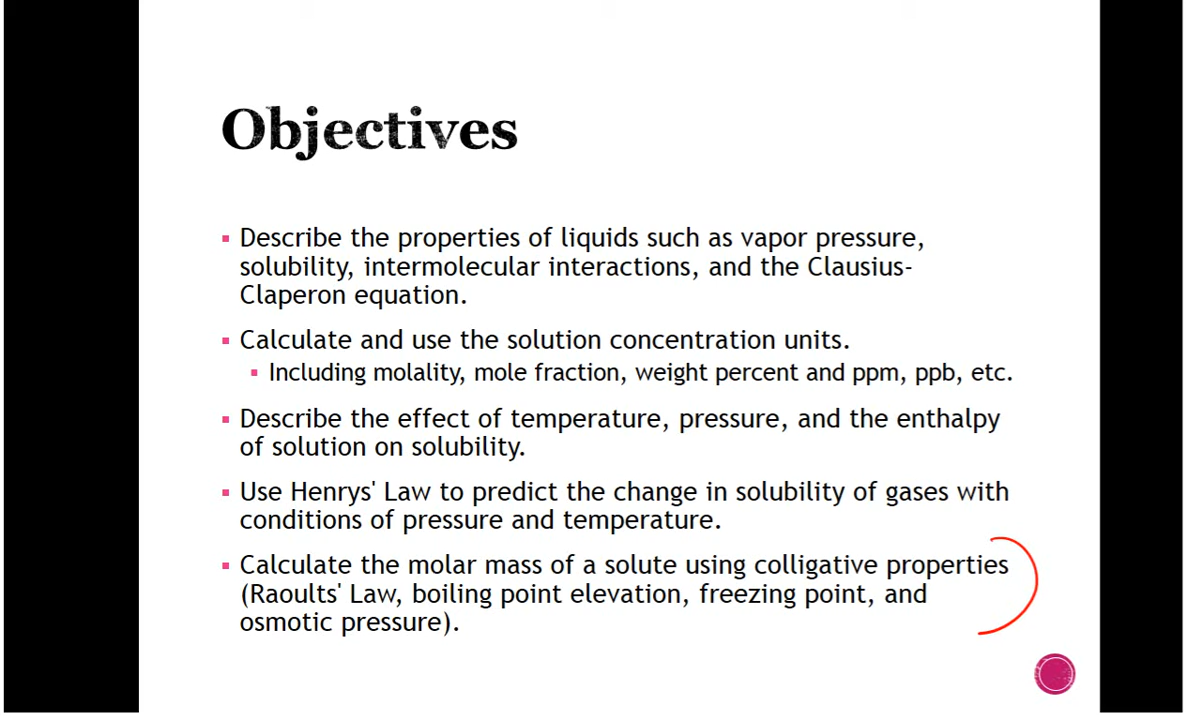 Objectives
Describe the properties of liquids such as vapor pressure,
solubility, intermolecular interactions, and the Clausius-
Claperon equation.
Calculate and use the solution concentration units.
Including molality, mole fraction, weight percent and ppm, ppb, etc.
Describe the effect of temperature, pressure, and the enthalpy
of solution on solubility.
Use Henrys' Law to predict the change in solubility of gases with
conditions of pressure and temperature.
Calculate the molar mass of a solute using colligative properties
(Raoults' Law, boiling point elevation, freezing point, and
osmotic pressure).